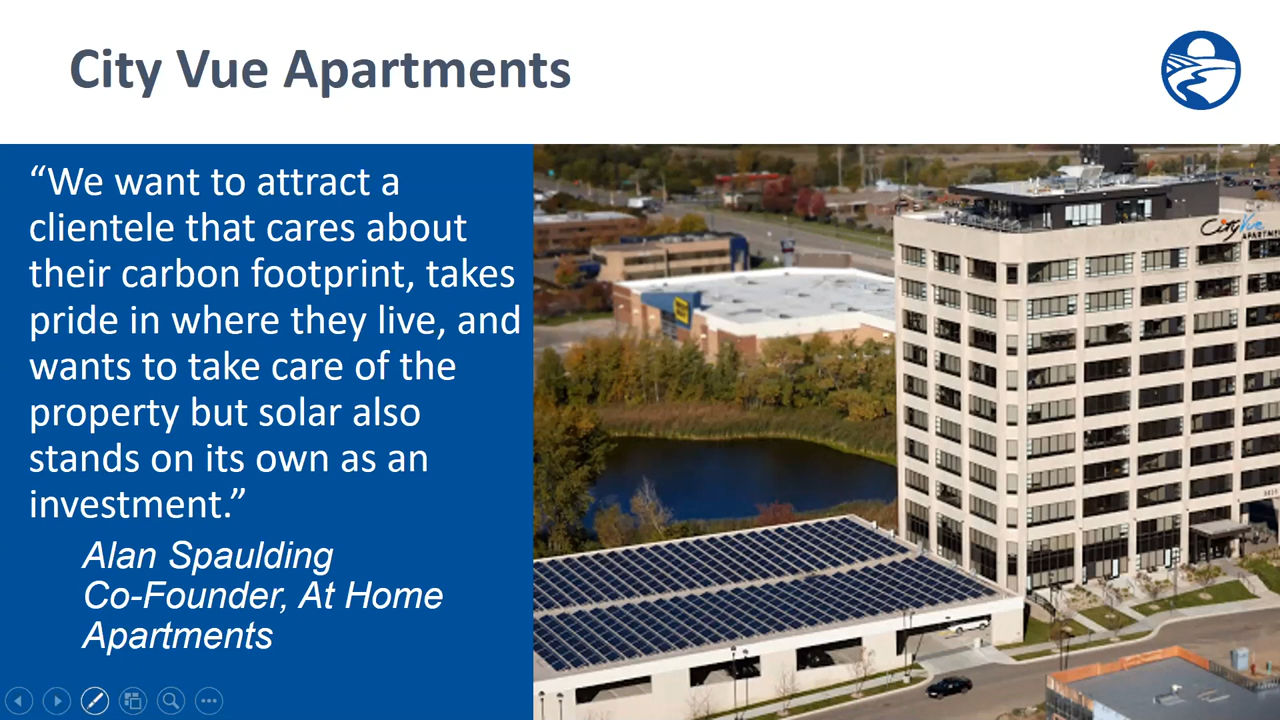 City Vue Apartments
“We want to attract a
clientele that cares about
their carbon footprint, takes
pride in where they live, and
wants to take care of the
property but solar also
stands on its own as an
investment.”
Alan Spaulding
Co-Founder, At Home
Apartments
CityVue